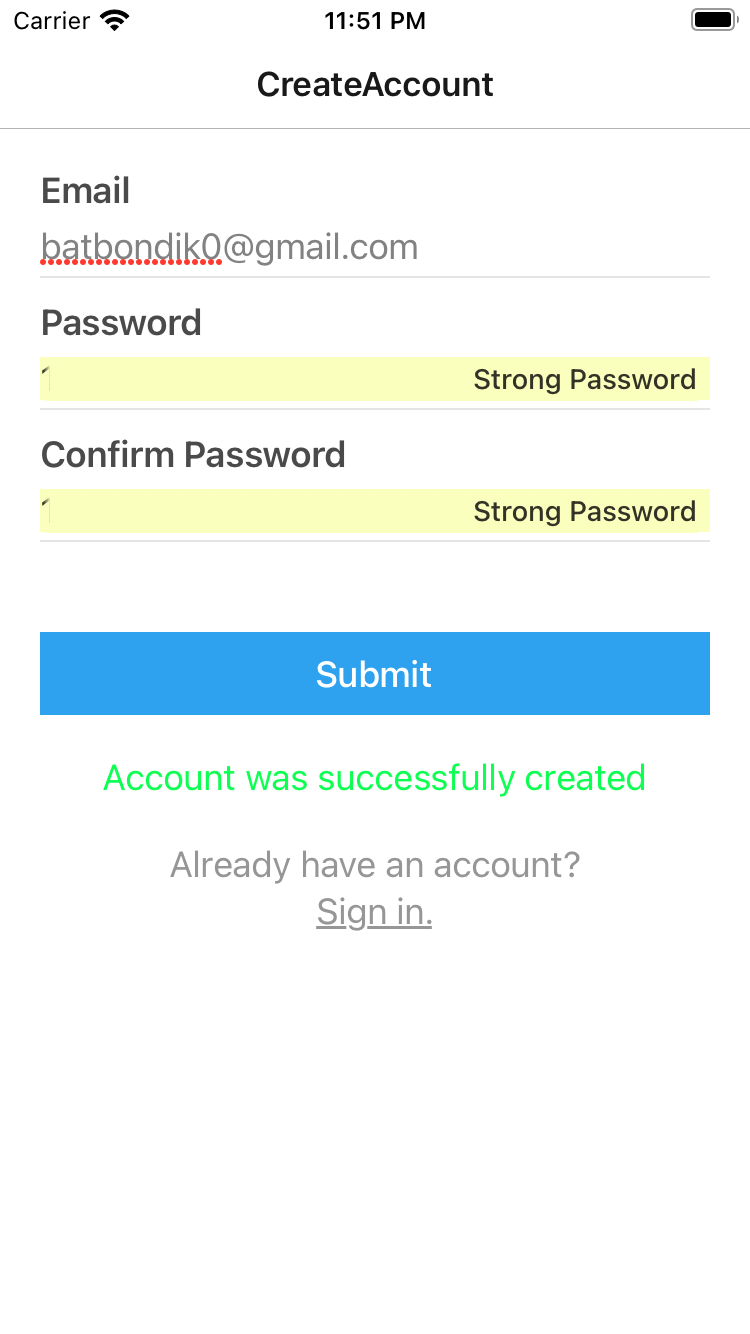 Carrier 11:51 PM
CreateAccount
Email
batbondik0@gmail.com
Password
Strong Password
Confirm Password
Strong Password
Submit
Account was successfully created
Already have an account?
Sign in.